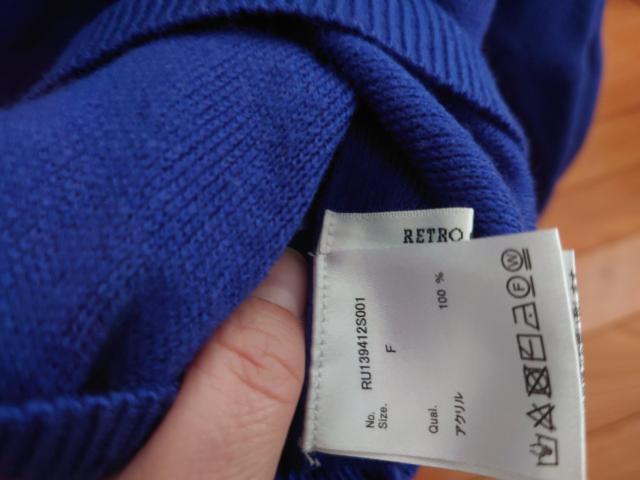 RETRO
No. RU139412S001
Size. F
Qual.
アクリル 100 %